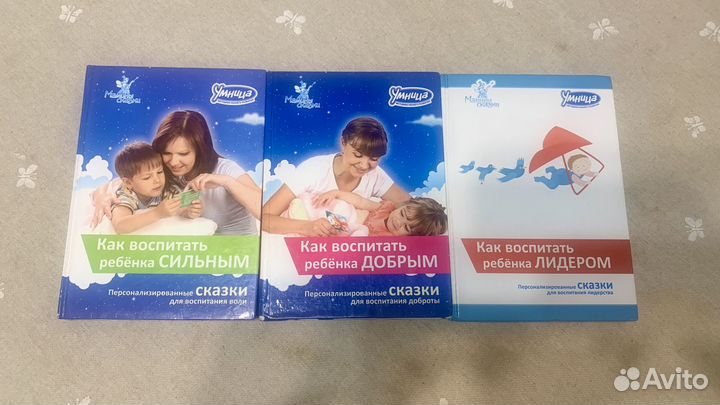 Мамины
сказки
Умница
Как воспитать
ребёнка СИЛЬНЫМ
Персонализированные сказки
для воспитания воли
Мамины
сказки
Умница
Как воспитать
ребёнка ДОБРЫМ
Персонализированные сказки
для воспитания доброты
Мамины
сказки
Умница
Как воспитать
ребёнка ЛИДЕРОМ
Персонализированные сказки
для воспитания лидерства
Avito